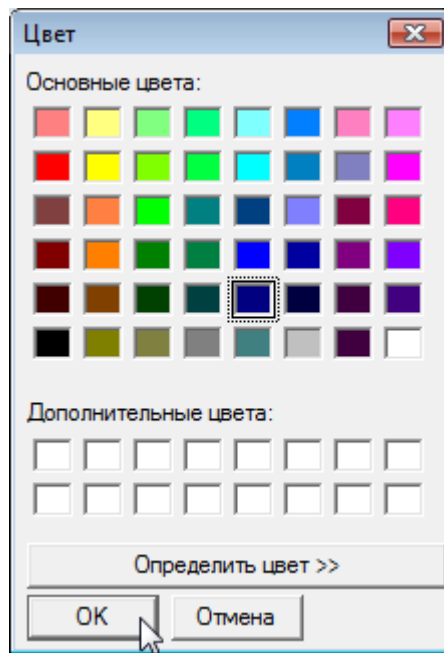 Цвет
Основные цвета:
Дополнительные цвета:
Определить цвет >>
OK
Отмена